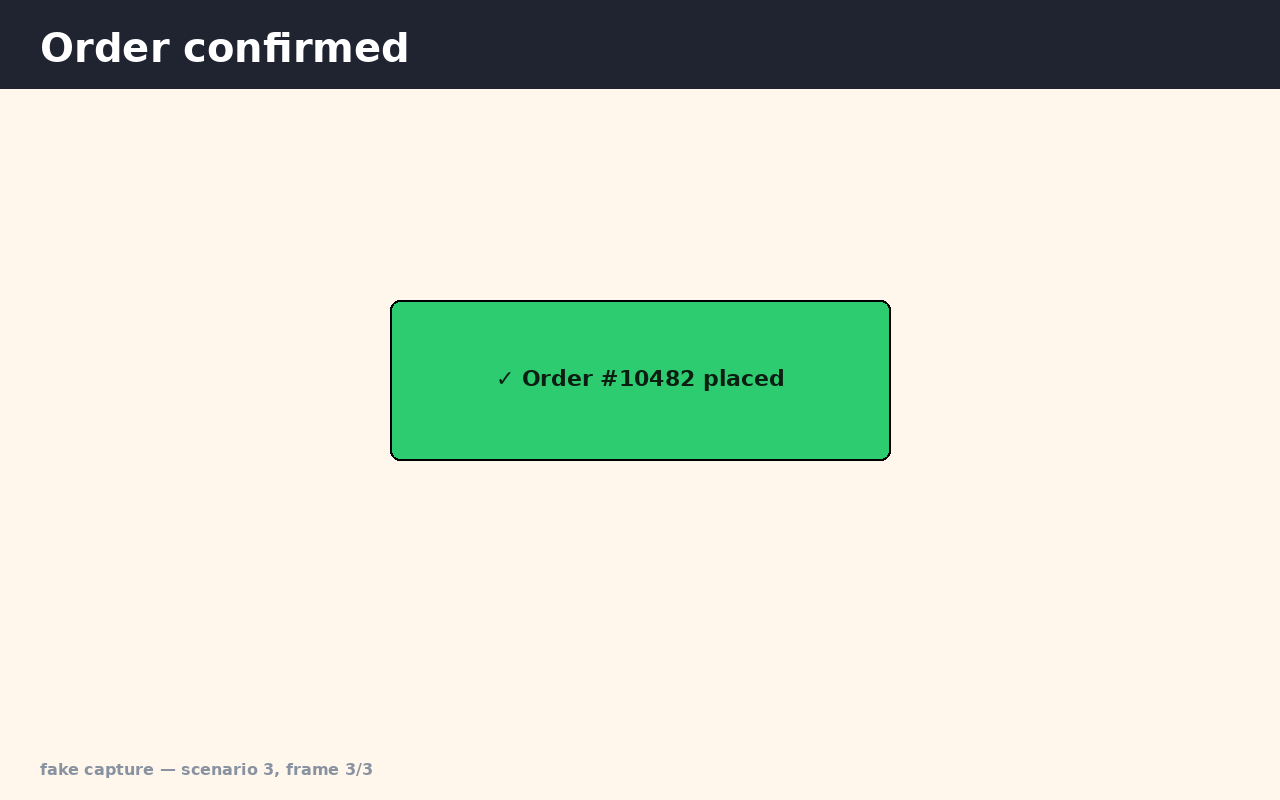 Order confirmed
✓ Order #10482 placed
fake capture — scenario 3, frame 3/3